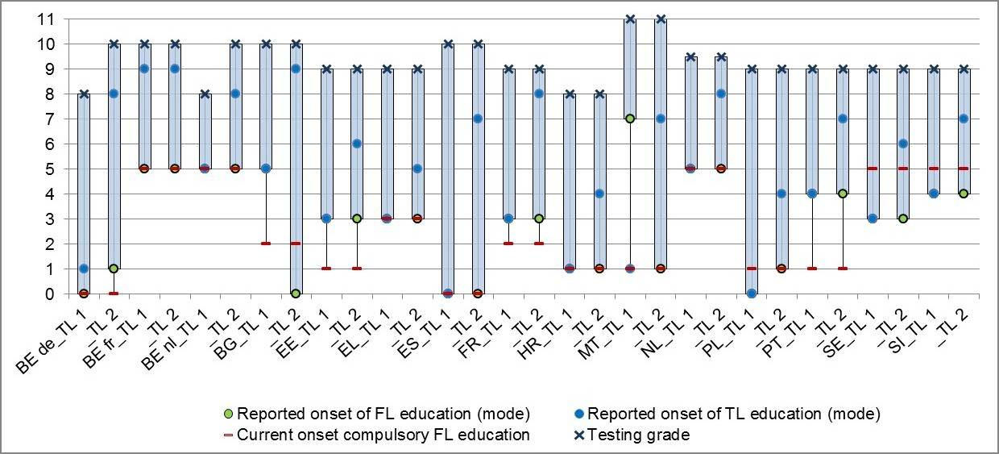 11
10
9
8
7
6
5
4
3
2
1
0
BE de_TL 1
_TL 2
BE fr_TL 1
_TL 2
BE nl_TL 1
_TL 2
BG_TL 1
_TL 2
EE_TL 1
_TL 2
EL_TL 1
_TL 2
ES_TL 1
_TL 2
FR_TL 1
_TL 2
HR_TL 1
_TL 2
MT_TL 1
_TL 2
NL_TL 1
_TL 2
PL_TL 1
_TL 2
PT_TL 1
_TL 2
SE_TL 1
_TL 2
SI_TL 1
_TL 2
Reported onset of FL education (mode) Reported onset of TL education (mode)
Current onset compulsory FL education Testing grade